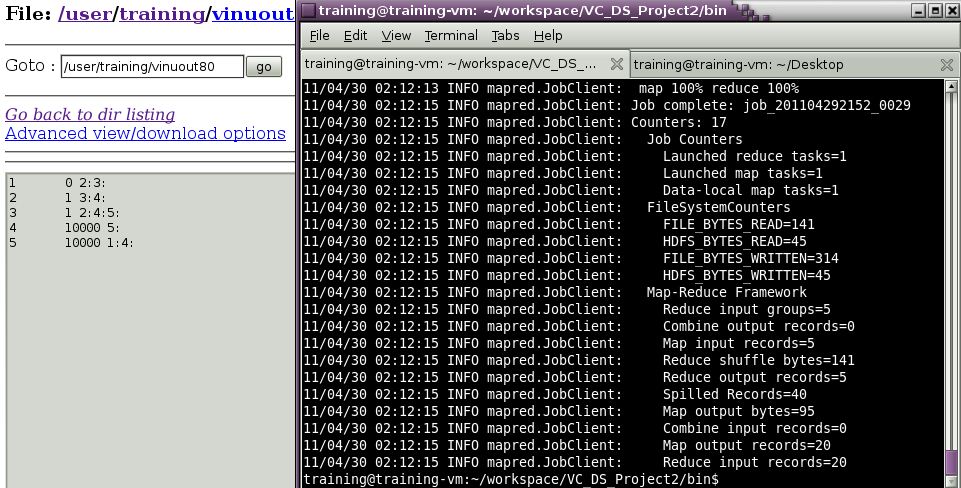 File: /user/training/vinuout
Goto : /user/training/vinuout80 go
Go back to dir listing
Advanced view/download options
1 0 2:3:
2 1 3:4:
3 1 2:4:5:
4 10000 5:
5 10000 1:4:
training@training-vm: ~/workspace/VC_DS_Project2/bin
File Edit View Terminal Tabs Help
training@training-vm: ~/workspace/VC_DS_... training@training-vm: ~/Desktop
11/04/30 02:12:13 INFO mapred.JobClient:  map 100% reduce 100%
11/04/30 02:12:15 INFO mapred.JobClient: Job complete: job_201104292152_0029
11/04/30 02:12:15 INFO mapred.JobClient: Counters: 17
11/04/30 02:12:15 INFO mapred.JobClient:   Job Counters
11/04/30 02:12:15 INFO mapred.JobClient:     Launched reduce tasks=1
11/04/30 02:12:15 INFO mapred.JobClient:     Launched map tasks=1
11/04/30 02:12:15 INFO mapred.JobClient:     Data-local map tasks=1
11/04/30 02:12:15 INFO mapred.JobClient:   FileSystemCounters
11/04/30 02:12:15 INFO mapred.JobClient:     FILE_BYTES_READ=141
11/04/30 02:12:15 INFO mapred.JobClient:     HDFS_BYTES_READ=45
11/04/30 02:12:15 INFO mapred.JobClient:     FILE_BYTES_WRITTEN=314
11/04/30 02:12:15 INFO mapred.JobClient:     HDFS_BYTES_WRITTEN=45
11/04/30 02:12:15 INFO mapred.JobClient:   Map-Reduce Framework
11/04/30 02:12:15 INFO mapred.JobClient:     Reduce input groups=5
11/04/30 02:12:15 INFO mapred.JobClient:     Combine output records=0
11/04/30 02:12:15 INFO mapred.JobClient:     Map input records=5
11/04/30 02:12:15 INFO mapred.JobClient:     Reduce shuffle bytes=141
11/04/30 02:12:15 INFO mapred.JobClient:     Reduce output records=5
11/04/30 02:12:15 INFO mapred.JobClient:     Spilled Records=40
11/04/30 02:12:15 INFO mapred.JobClient:     Map output bytes=95
11/04/30 02:12:15 INFO mapred.JobClient:     Combine input records=0
11/04/30 02:12:15 INFO mapred.JobClient:     Map output records=20
11/04/30 02:12:15 INFO mapred.JobClient:     Reduce input records=20
training@training-vm:~/workspace/VC_DS_Project2/bin$